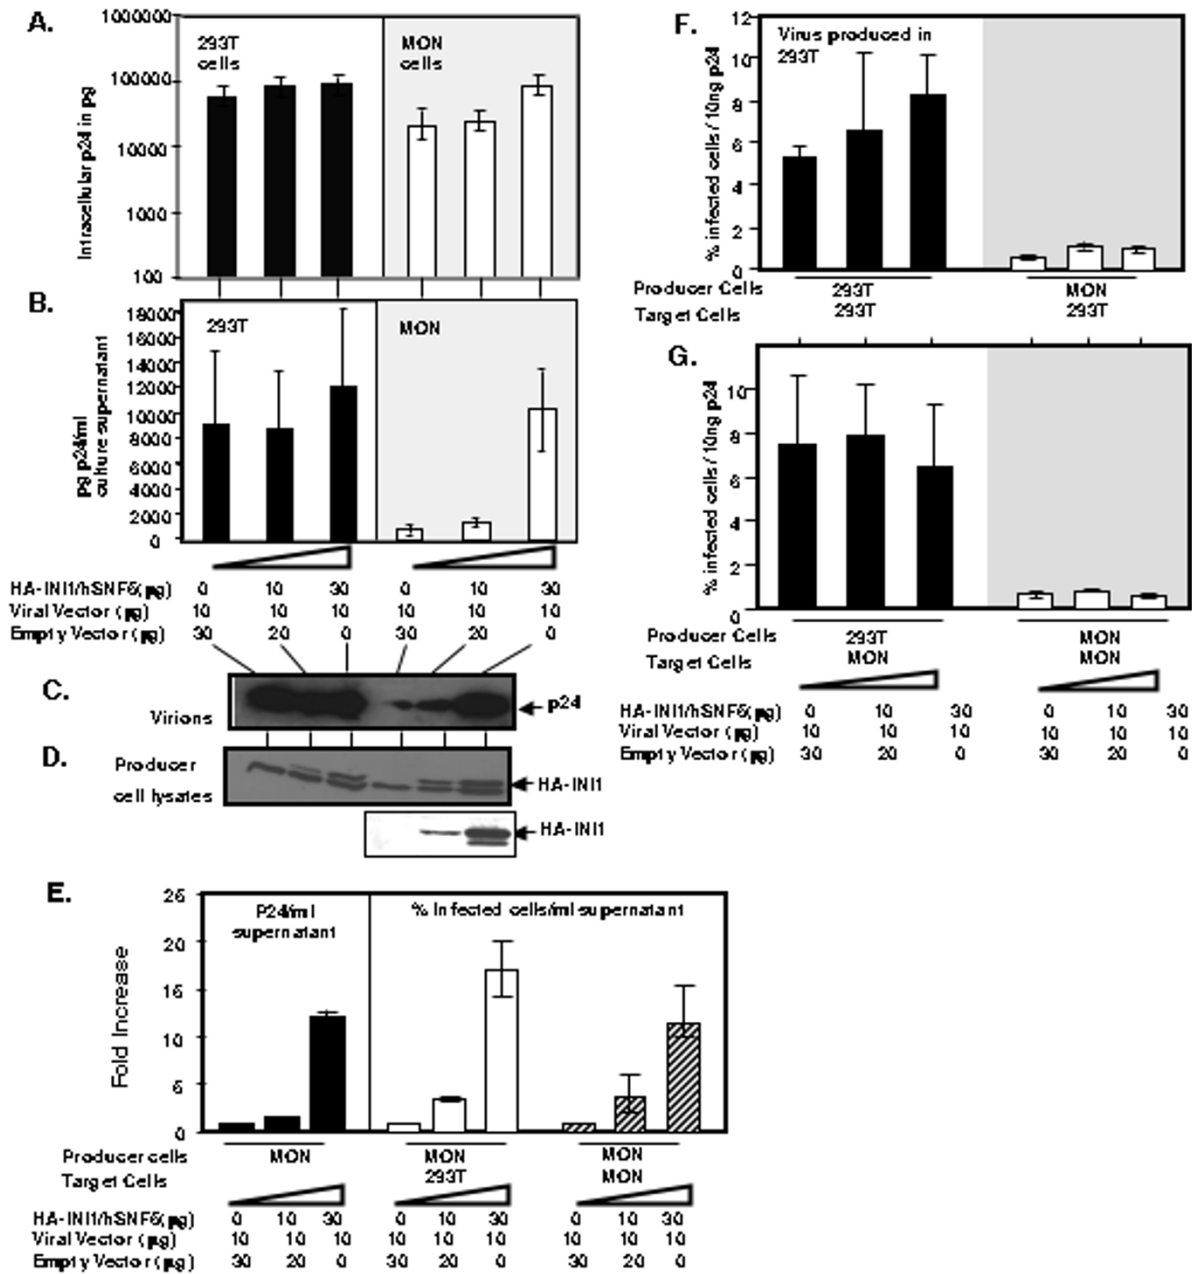 A.
1000000
100000
10000
1000
100
Intracellular p24 in pg
293T
cells
MON
cells
B.
18000
16000
14000
12000
10000
8000
6000
4000
2000
0
pg p24/ml
culture supernatant
293T
MON
HA-INI1/hSNF5(µg) 0 10 30 0 10 30
Viral Vector (µg) 10 10 10 10 10 10
Empty Vector (µg) 30 20 0 30 20 0
C.
Virions
p24
D.
Producer
cell lysates
HA-INI1
HA-INI1
E.
25
20
15
10
5
0
Fold Increase
P24/ml
supernatant
% Infected cells/ml supernatant
Producer cells MON MON MON
Target Cells 293T MON
HA-INI1/hSNF5(µg) 0 10 30 0 10 30 0 10 30
Viral Vector (µg) 10 10 10 10 10 10 10 10 10
Empty Vector (µg) 30 20 0 30 20 0 30 20 0
F.
12
10
8
6
4
2
0
% infected cells / 10ng p24
Virus produced in
293T
Producer Cells 293T MON
Target Cells 293T 293T
G.
10
8
6
4
2
0
% infected cells / 10ng p24
Producer Cells 293T MON
Target Cells MON MON
HA-INI1/hSNF5(µg) 0 10 30 0 10 30
Viral Vector (µg) 10 10 10 10 10 10
Empty Vector (µg) 30 20 0 30 20 0